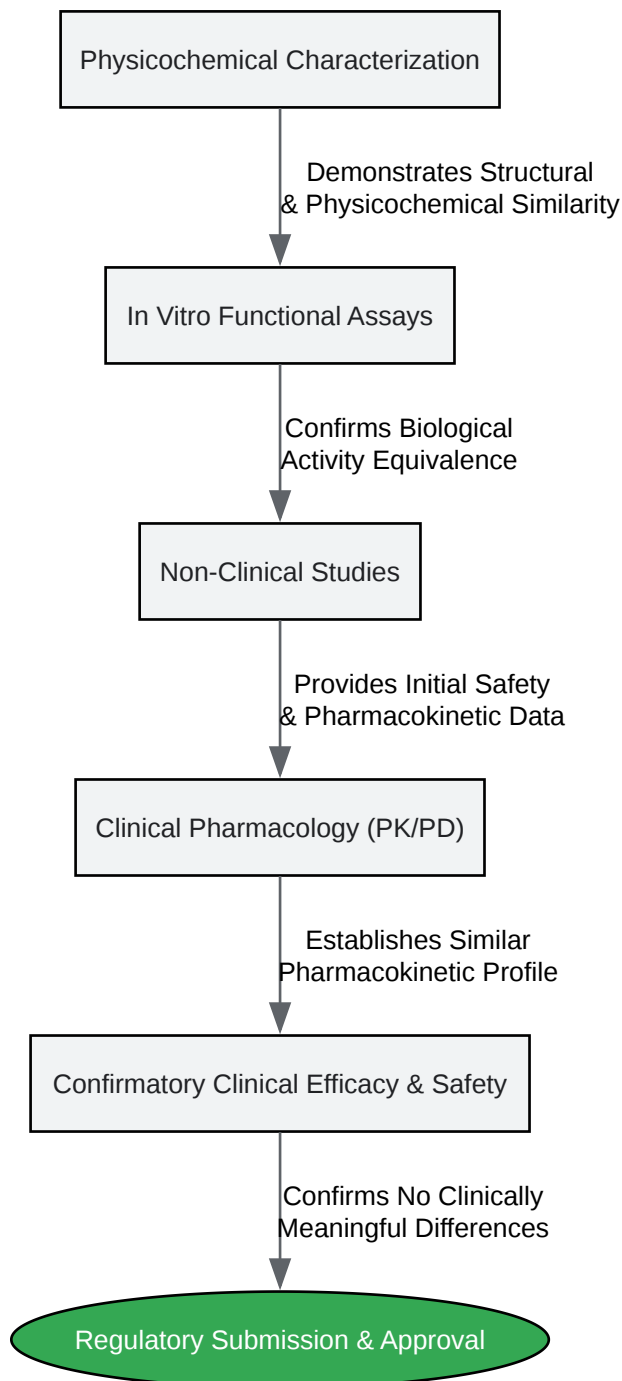 Physicochemical Characterization
Demonstrates Structural
& Physicochemical Similarity
In Vitro Functional Assays
Confirms Biological
Activity Equivalence
Non-Clinical Studies
Provides Initial Safety
& Pharmacokinetic Data
Clinical Pharmacology (PK/PD)
Establishes Similar
Pharmacokinetic Profile
Confirmatory Clinical Efficacy & Safety
Confirms No Clinically
Meaningful Differences
Regulatory Submission & Approval